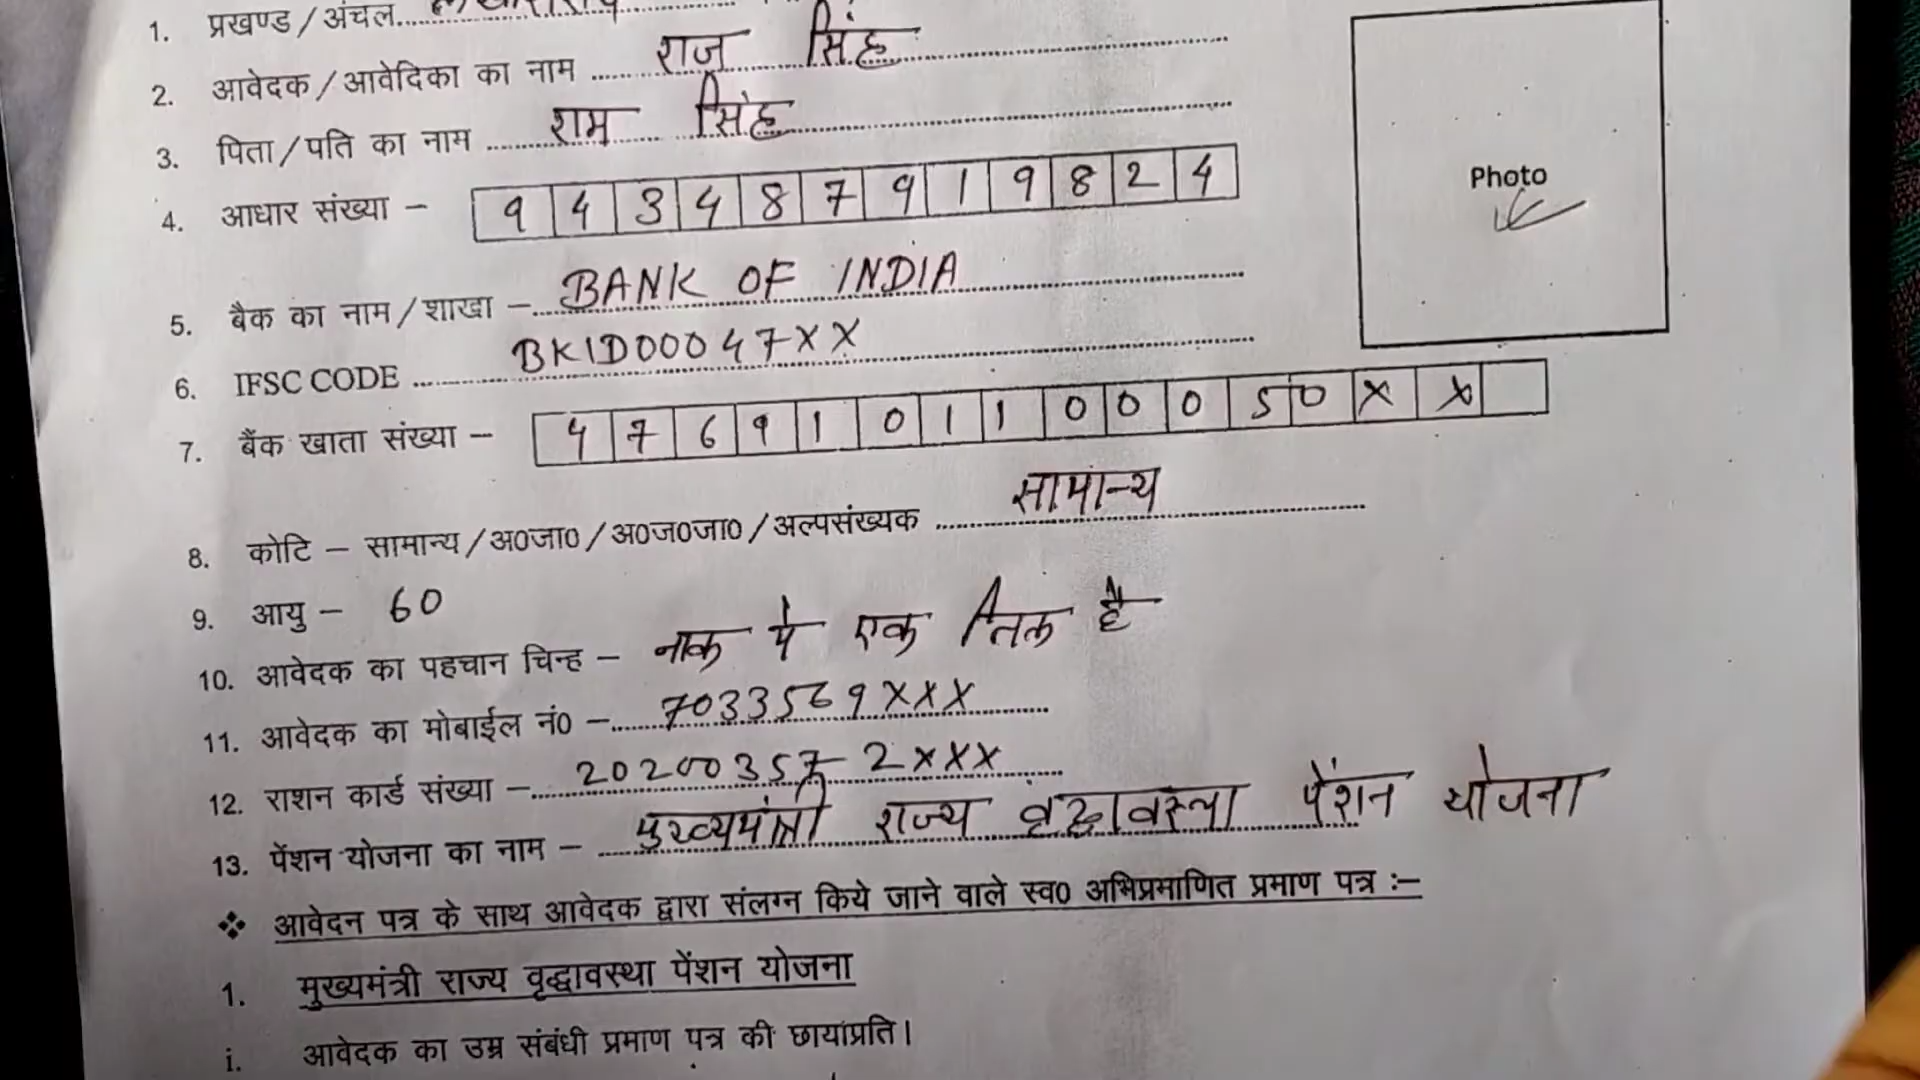 1. प्रखण्ड / अंचल
2. आवेदक / आवेदिका का नाम राजु सिंह
3. पिता / पति का नाम राम सिंह
4. आधार संख्या – 9 4 3 4 8 7 9 1 9 8 2 4
Photo
5. बैक का नाम / शाखा – BANK OF INDIA
6. IFSC CODE BKID00047XX
7. बैंक खाता संख्या – 4 7 6 9 1 0 1 1 0 0 0 5 0 X X
8. कोटि – सामान्य / अ0जा0 / अ0ज0जा0 / अल्पसंख्यक सामान्य
9. आयु – 60
10. आवेदक का पहचान चिन्ह – नाक पे एक तिल है
11. आवेदक का मोबाईल नं0 – 7033569XXX
12. राशन कार्ड संख्या – 20200357 2XXX
13. पेंशन योजना का नाम – मुख्यमंत्री राज्य वृद्धावस्था पेंशन योजना
❖ आवेदन पत्र के साथ आवेदक द्वारा संलग्न किये जाने वाले स्व0 अभिप्रमाणित प्रमाण पत्र :–
1. मुख्यमंत्री राज्य वृद्धावस्था पेंशन योजना
i. आवेदक का उम्र संबंधी प्रमाण पत्र की छायाप्रति।